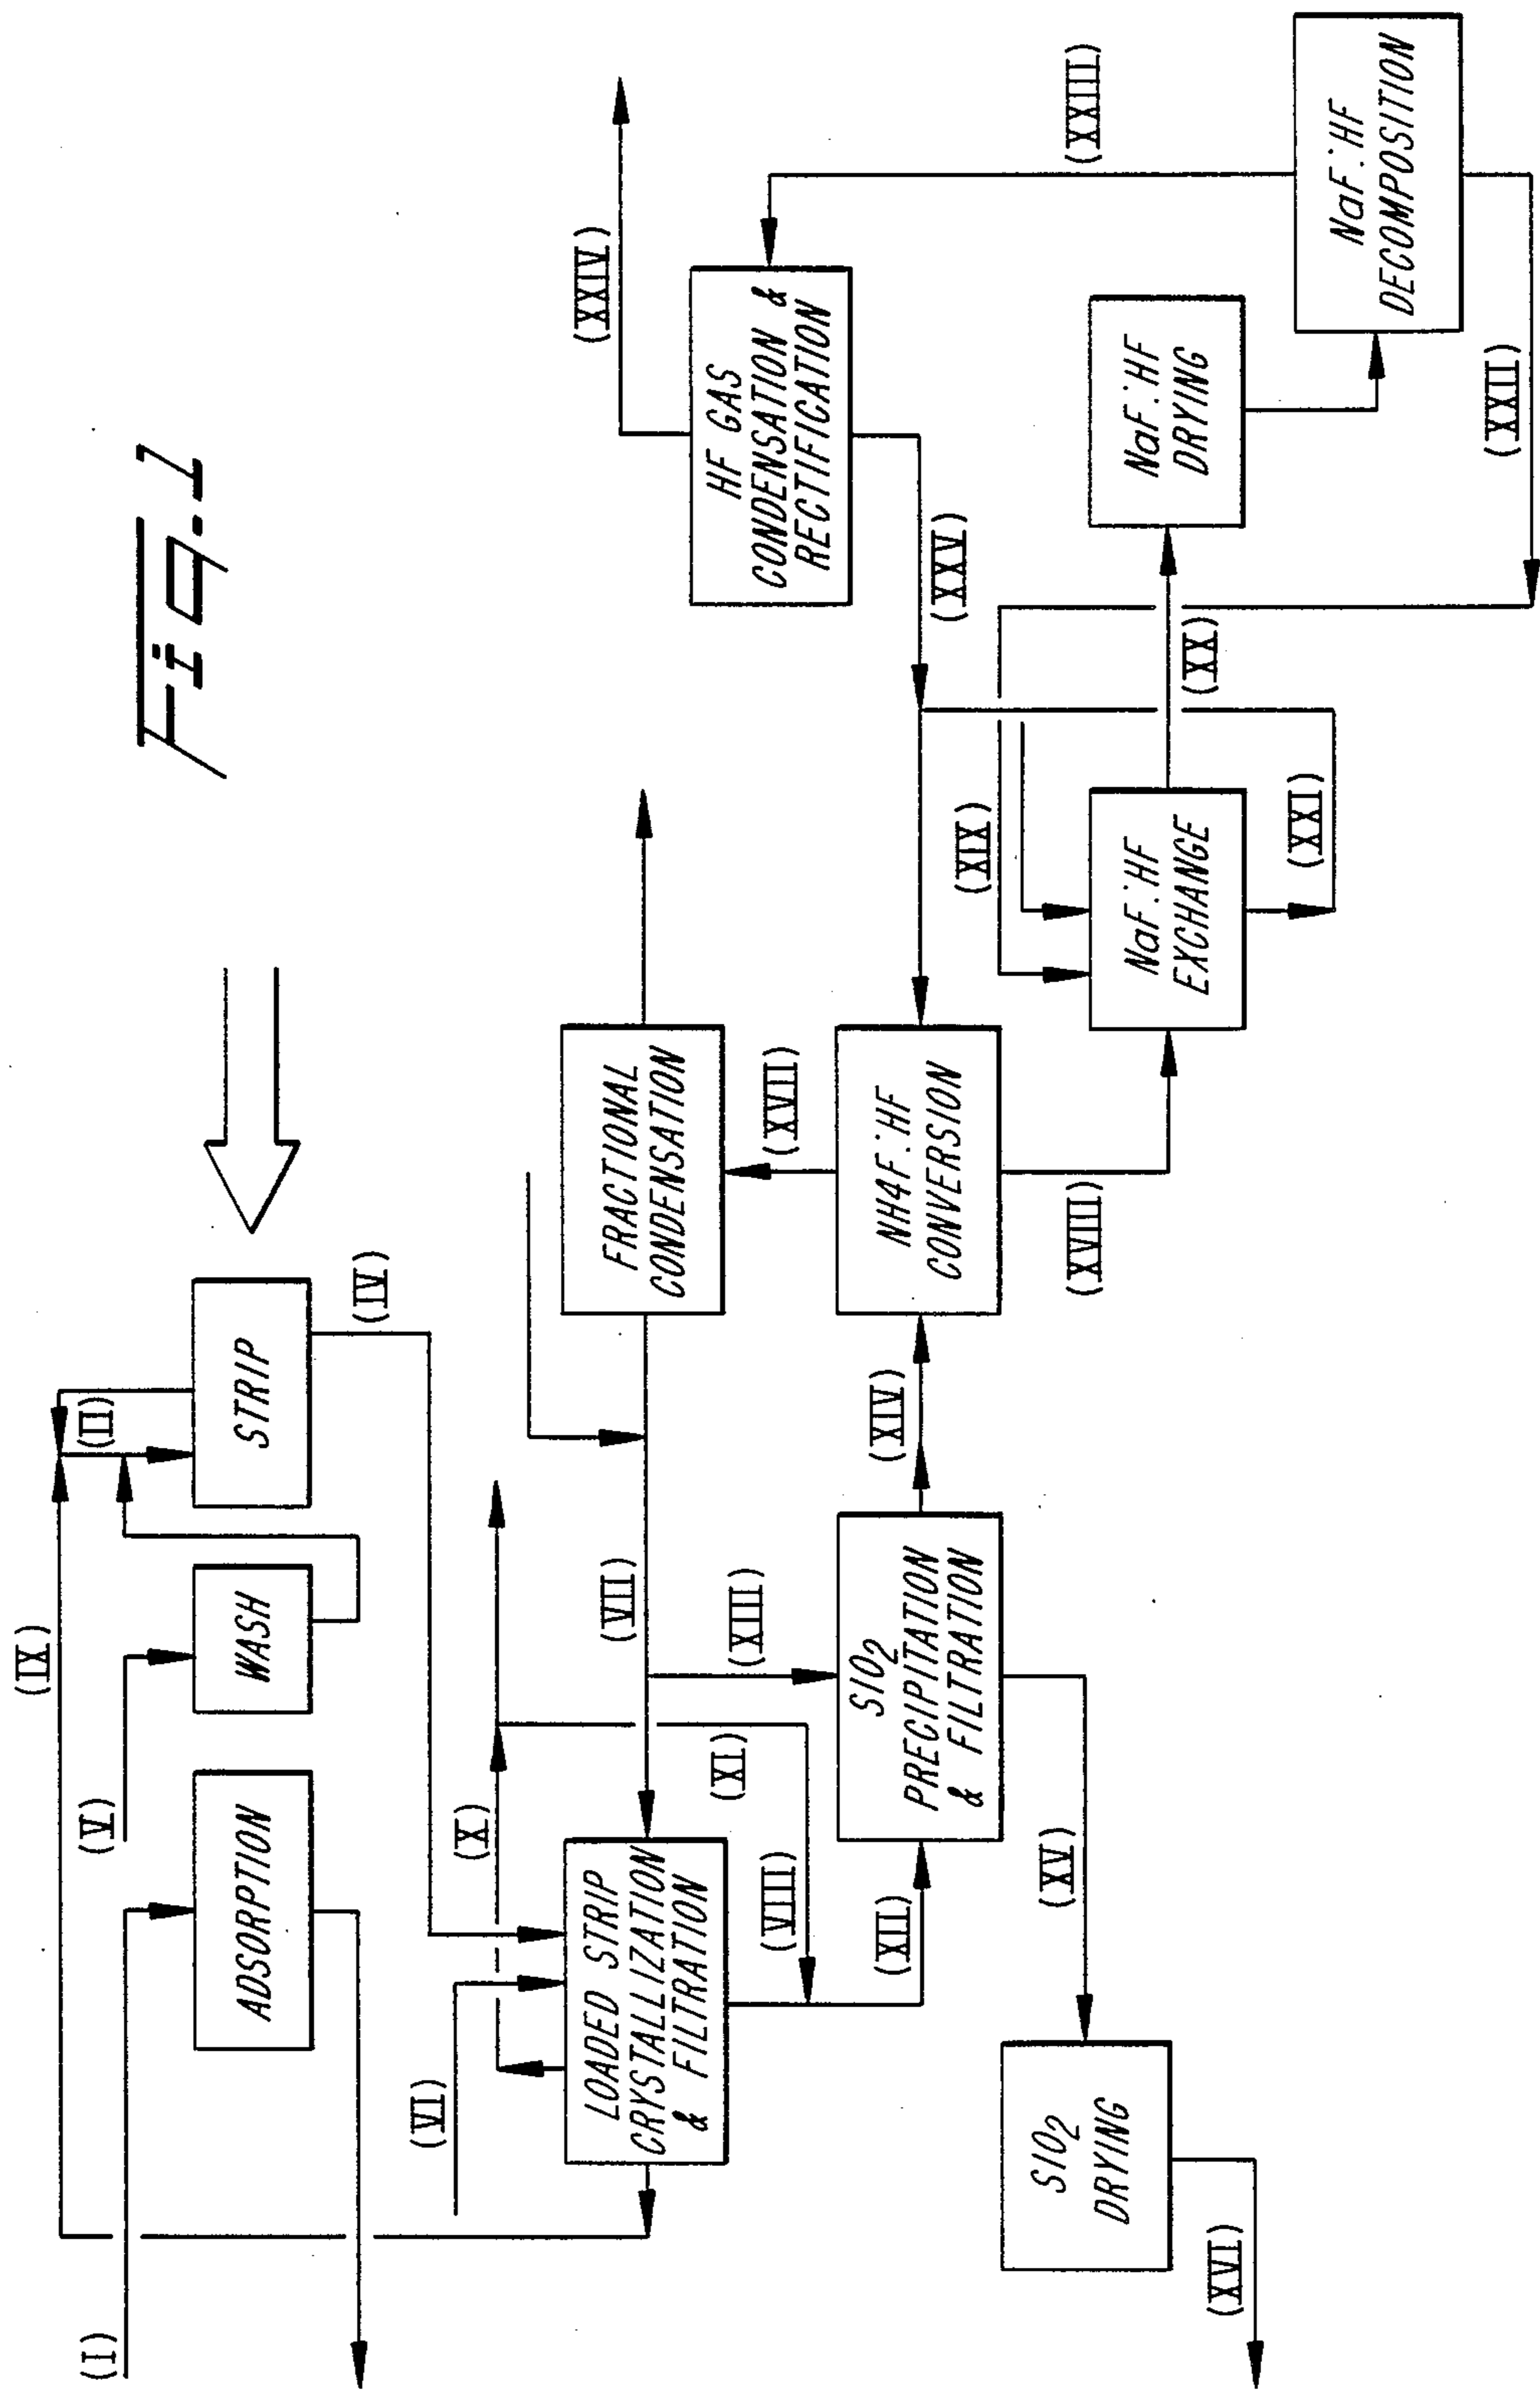 Fig. 1
(I)
(V)
(IX)
(II)
(IV)
ADSORPTION
WASH
STRIP
(VI)
(X)
(VII)
LOADED STRIP
CRYSTALLIZATION
& FILTRATION
(VIII)
(XI)
(XIII)
FRACTIONAL
CONDENSATION
(XVII)
(XII)
SIO2
PRECIPITATION
& FILTRATION
(XIV)
NH4F·HF
CONVERSION
(XVIII)
(XV)
SIO2
DRYING
(XVI)
(XIX)
NaF·HF
EXCHANGE
(XXI)
(XX)
NaF·HF
DRYING
(XXV)
HF GAS
CONDENSATION &
RECTIFICATION
(XXIV)
(XXIII)
NaF·HF
DECOMPOSITION
(XXII)